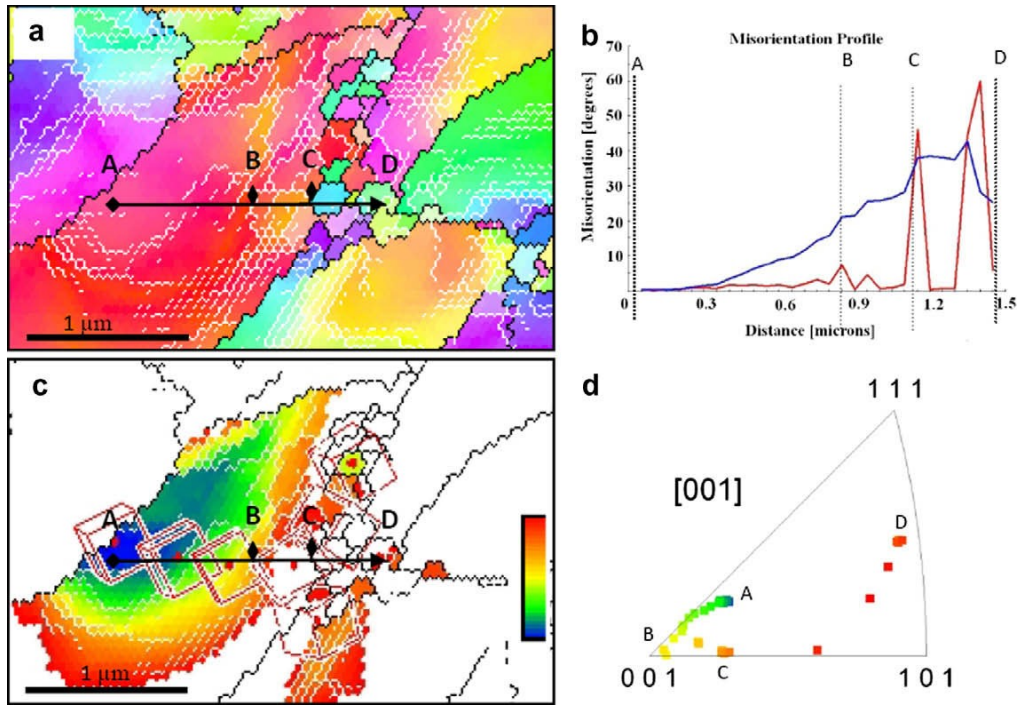 a
A
B
C
D
1 µm
b
Misorientation Profile
A
B
C
D
Misorientation [degrees]
70
60
50
40
30
20
10
0
0.3
0.6
0.9
1.2
1.5
Distance [microns]
c
A
B
C
D
1 µm
d
1 1 1
[001]
D
A
B
C
0 0 1
1 0 1